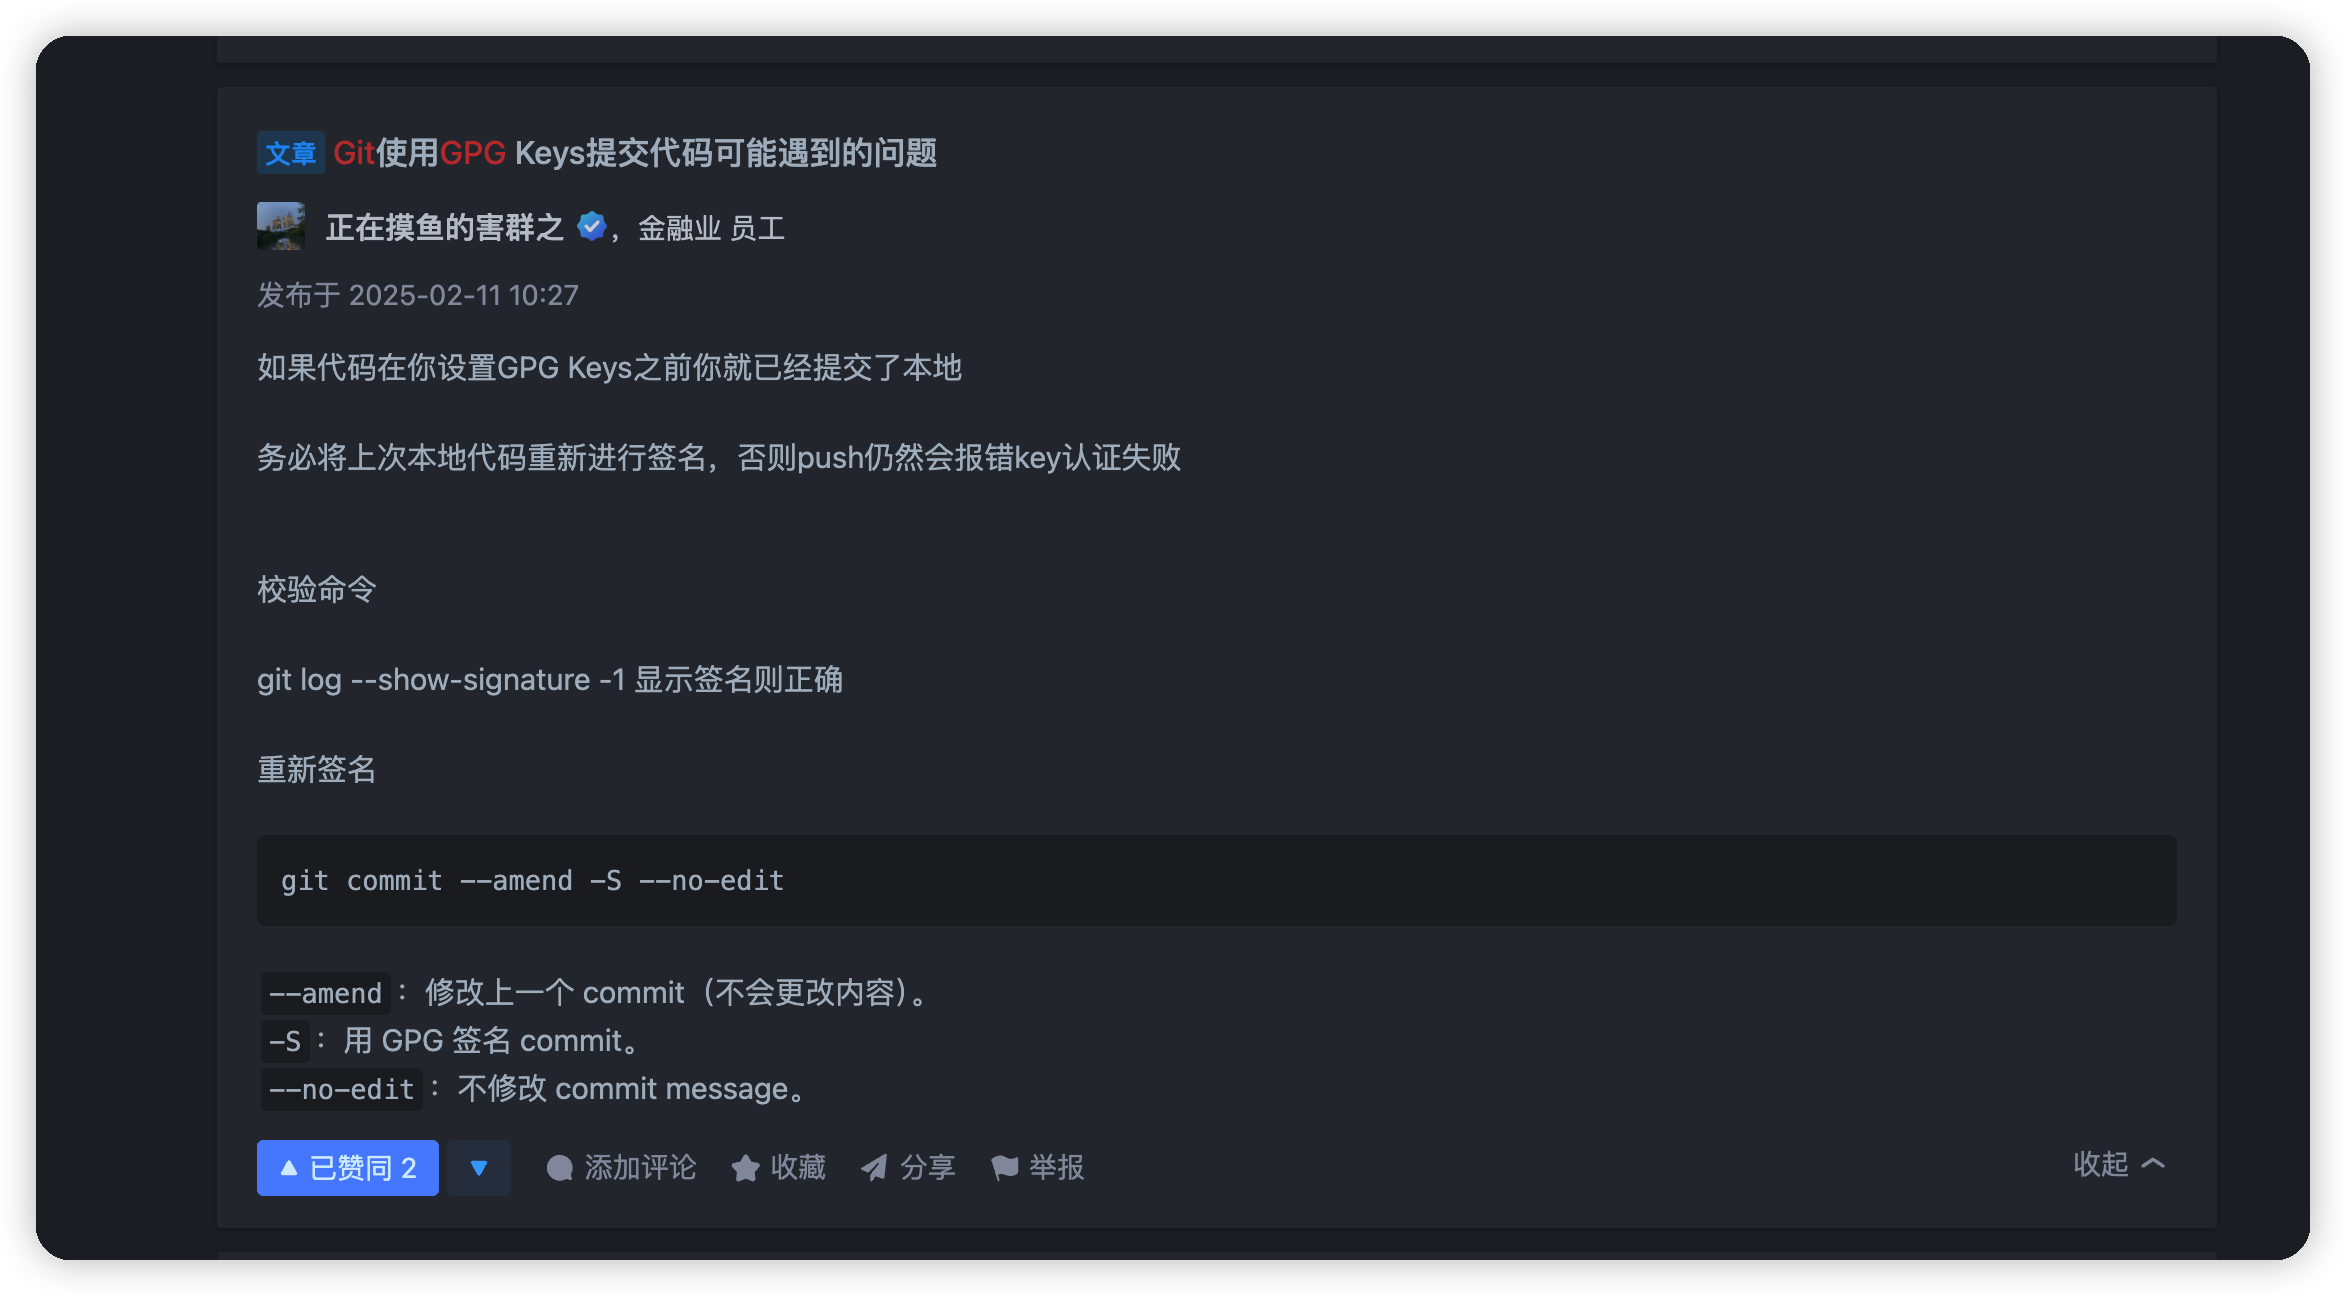 文章 Git使用GPG Keys提交代码可能遇到的问题
正在摸鱼的害群之 ，金融业 员工
发布于 2025-02-11 10:27
如果代码在你设置GPG Keys之前你就已经提交了本地
务必将上次本地代码重新进行签名，否则push仍然会报错key认证失败
校验命令
git log --show-signature -1 显示签名则正确
重新签名
git commit --amend -S --no-edit
--amend：修改上一个 commit（不会更改内容）。
-S：用 GPG 签名 commit。
--no-edit：不修改 commit message。
已赞同 2 添加评论 收藏 分享 举报 收起